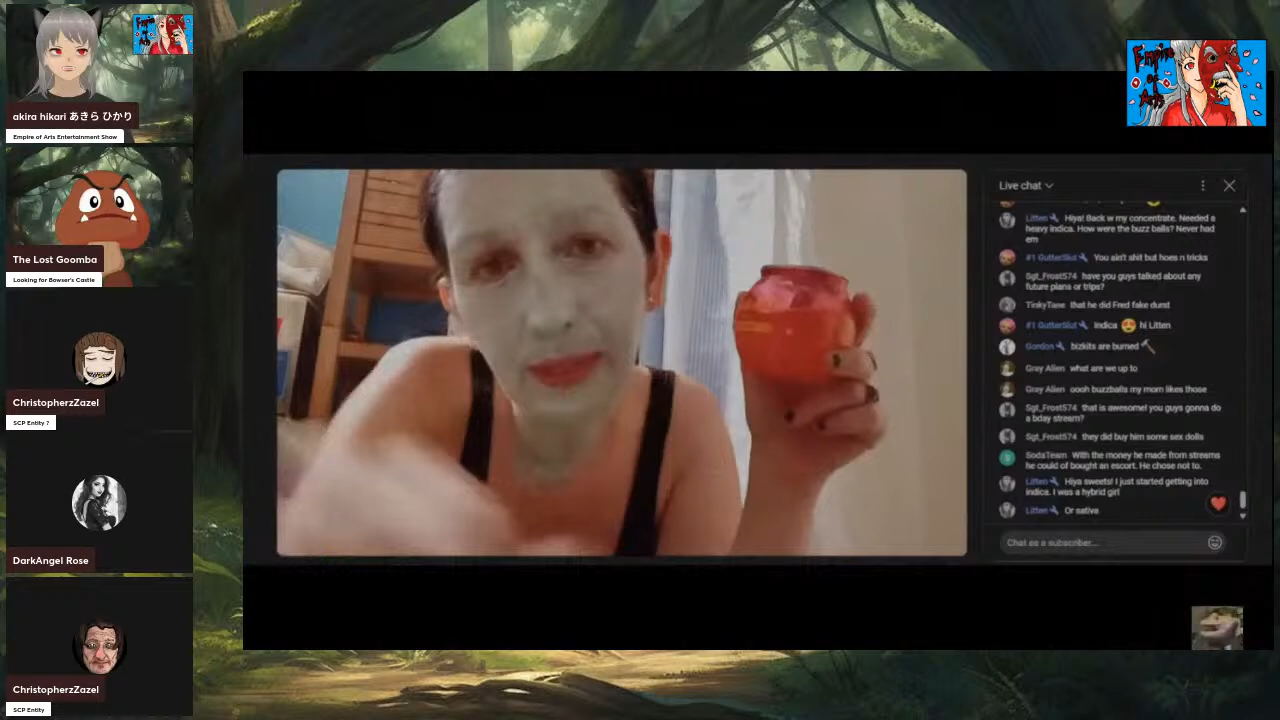 akira hikari あきら ひかり
Empire of Arts Entertainment Show
The Lost Goomba
Looking for Bowser's Castle
ChristopherzZazel
SCP Entity ?
DarkAngel Rose
ChristopherzZazel
SCP Entity
Empire
of
Arts
Live chat
Litten Hiya! Back w my concentrate. Needed a
heavy indica. How were the buzz balls? Never had
em
#1 GutterSlut You ain't shit but hoes n tricks
Sgt_Frost574 have you guys talked about any
future plans or trips?
TinkyTane that he did Fred fake durst
#1 GutterSlut Indica 😍 hi Litten
Gordon bizkits are burned
Gray Alien what are we up to
Gray Alien oooh buzzballs my mom likes those
Sgt_Frost574 that is awesome! you guys gonna do
a bday stream?
Sgt_Frost574 they did buy him some sex dolls
SodaTeam With the money he made from streams
he could of bought an escort. He chose not to.
Litten Hiya sweets! I just started getting into
indica. I was a hybrid girl
Litten Or sativa
Chat as a subscriber...